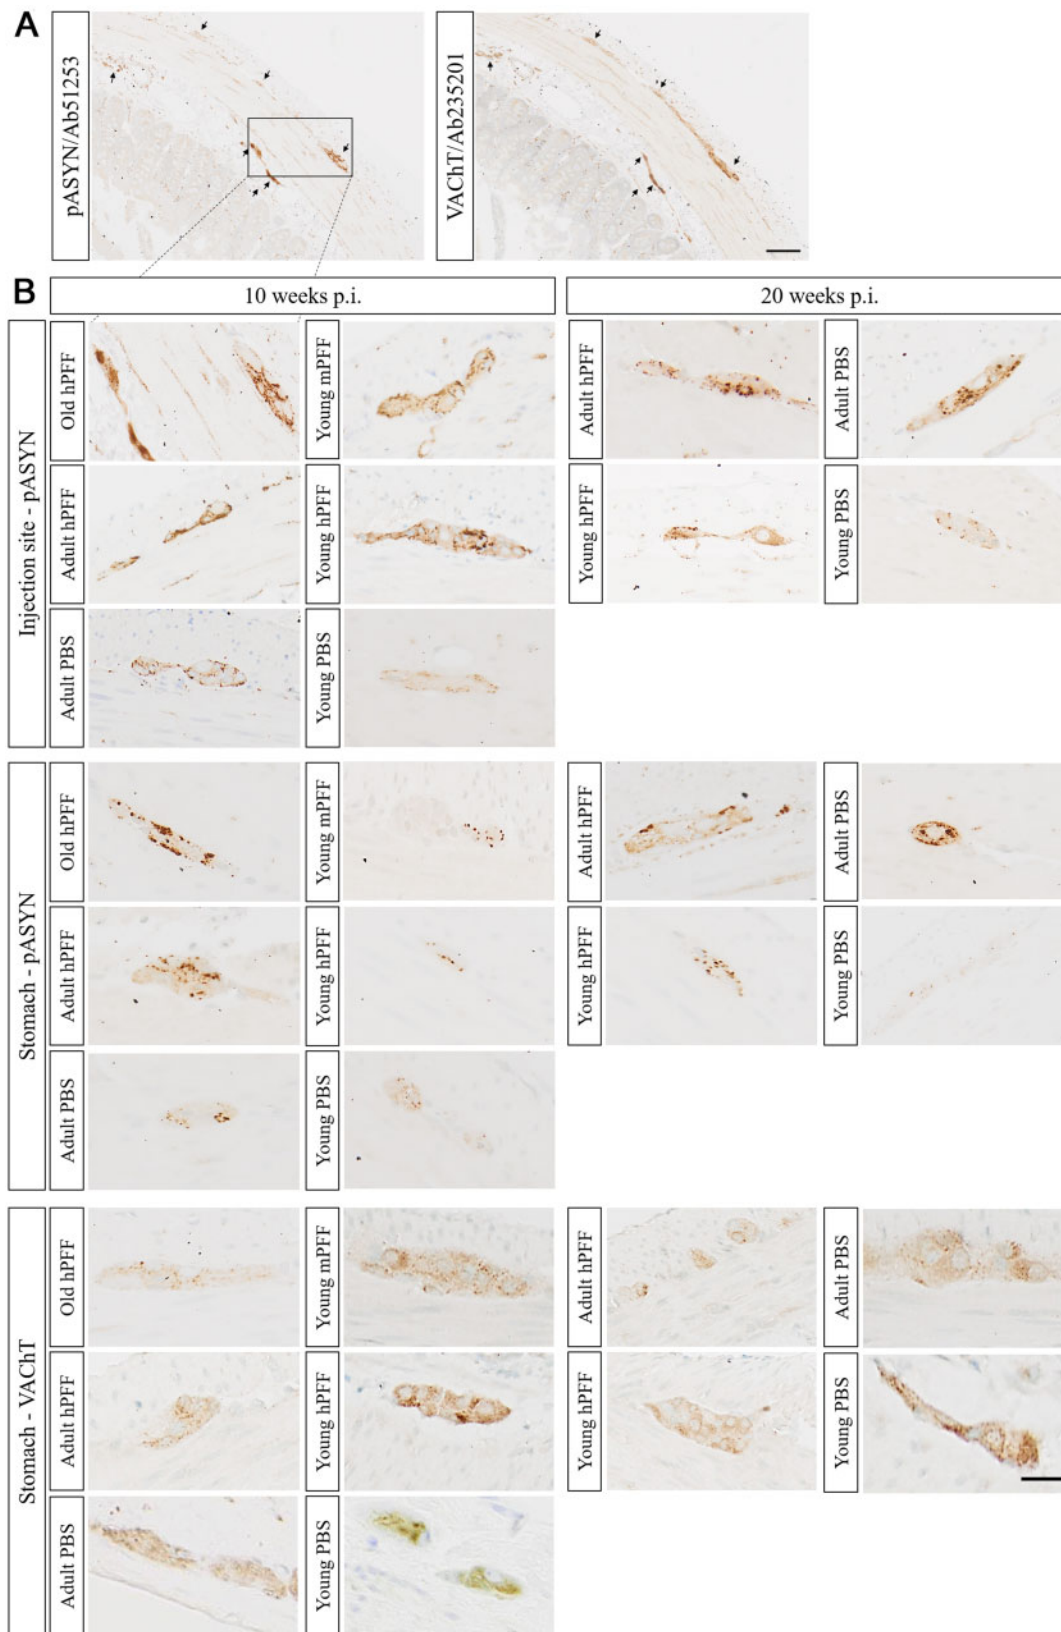 A
pASYN/Ab51253
VAChT/Ab235201
B
10 weeks p.i.
20 weeks p.i.
Injection site - pASYN
Old hPFF
Young mPFF
Adult hPFF
Adult PBS
Adult hPFF
Young hPFF
Young hPFF
Young PBS
Adult PBS
Young PBS
Stomach - pASYN
Old hPFF
Young mPFF
Adult hPFF
Adult PBS
Adult hPFF
Young hPFF
Young hPFF
Young PBS
Adult PBS
Young PBS
Stomach - VAChT
Old hPFF
Young mPFF
Adult hPFF
Adult PBS
Adult hPFF
Young hPFF
Young hPFF
Young PBS
Adult PBS
Young PBS